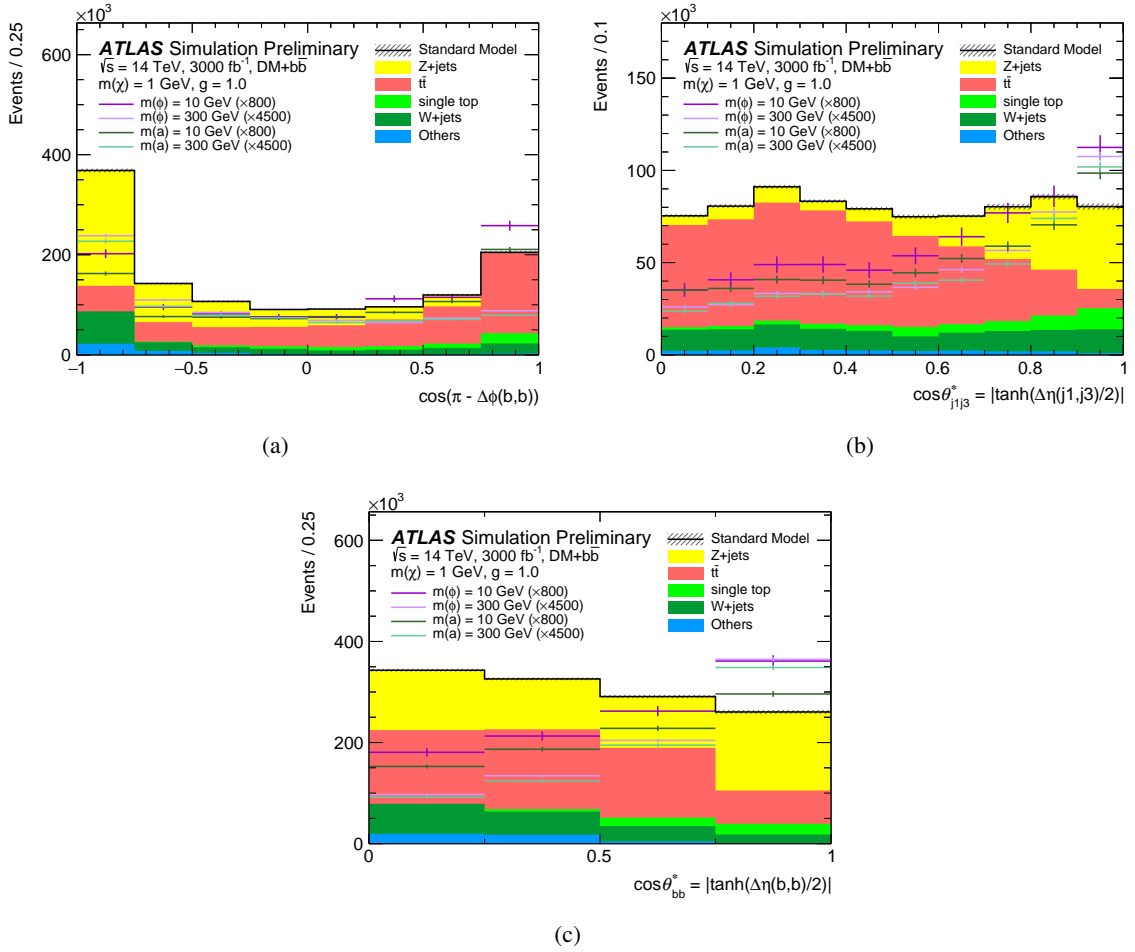 ×10³
Events / 0.25
600
400
200
0
ATLAS Simulation Preliminary
√s = 14 TeV, 3000 fb⁻¹, DM+bb̄
m(χ) = 1 GeV, g = 1.0
m(ϕ) = 10 GeV (×800)
m(ϕ) = 300 GeV (×4500)
m(a) = 10 GeV (×800)
m(a) = 300 GeV (×4500)
Standard Model
Z+jets
tt̄
single top
W+jets
Others
−1 −0.5 0 0.5 1
cos(π - Δϕ(b,b))
(a)
×10³
Events / 0.1
150
100
50
0
ATLAS Simulation Preliminary
√s = 14 TeV, 3000 fb⁻¹, DM+bb̄
m(χ) = 1 GeV, g = 1.0
m(ϕ) = 10 GeV (×800)
m(ϕ) = 300 GeV (×4500)
m(a) = 10 GeV (×800)
m(a) = 300 GeV (×4500)
Standard Model
Z+jets
tt̄
single top
W+jets
Others
0 0.2 0.4 0.6 0.8 1
cosθ*j1j3 = |tanh(Δη(j1,j3)/2)|
(b)
×10³
Events / 0.25
600
400
200
0
ATLAS Simulation Preliminary
√s = 14 TeV, 3000 fb⁻¹, DM+bb̄
m(χ) = 1 GeV, g = 1.0
m(ϕ) = 10 GeV (×800)
m(ϕ) = 300 GeV (×4500)
m(a) = 10 GeV (×800)
m(a) = 300 GeV (×4500)
Standard Model
Z+jets
tt̄
single top
W+jets
Others
0 0.5 1
cosθ*bb = |tanh(Δη(b,b)/2)|
(c)